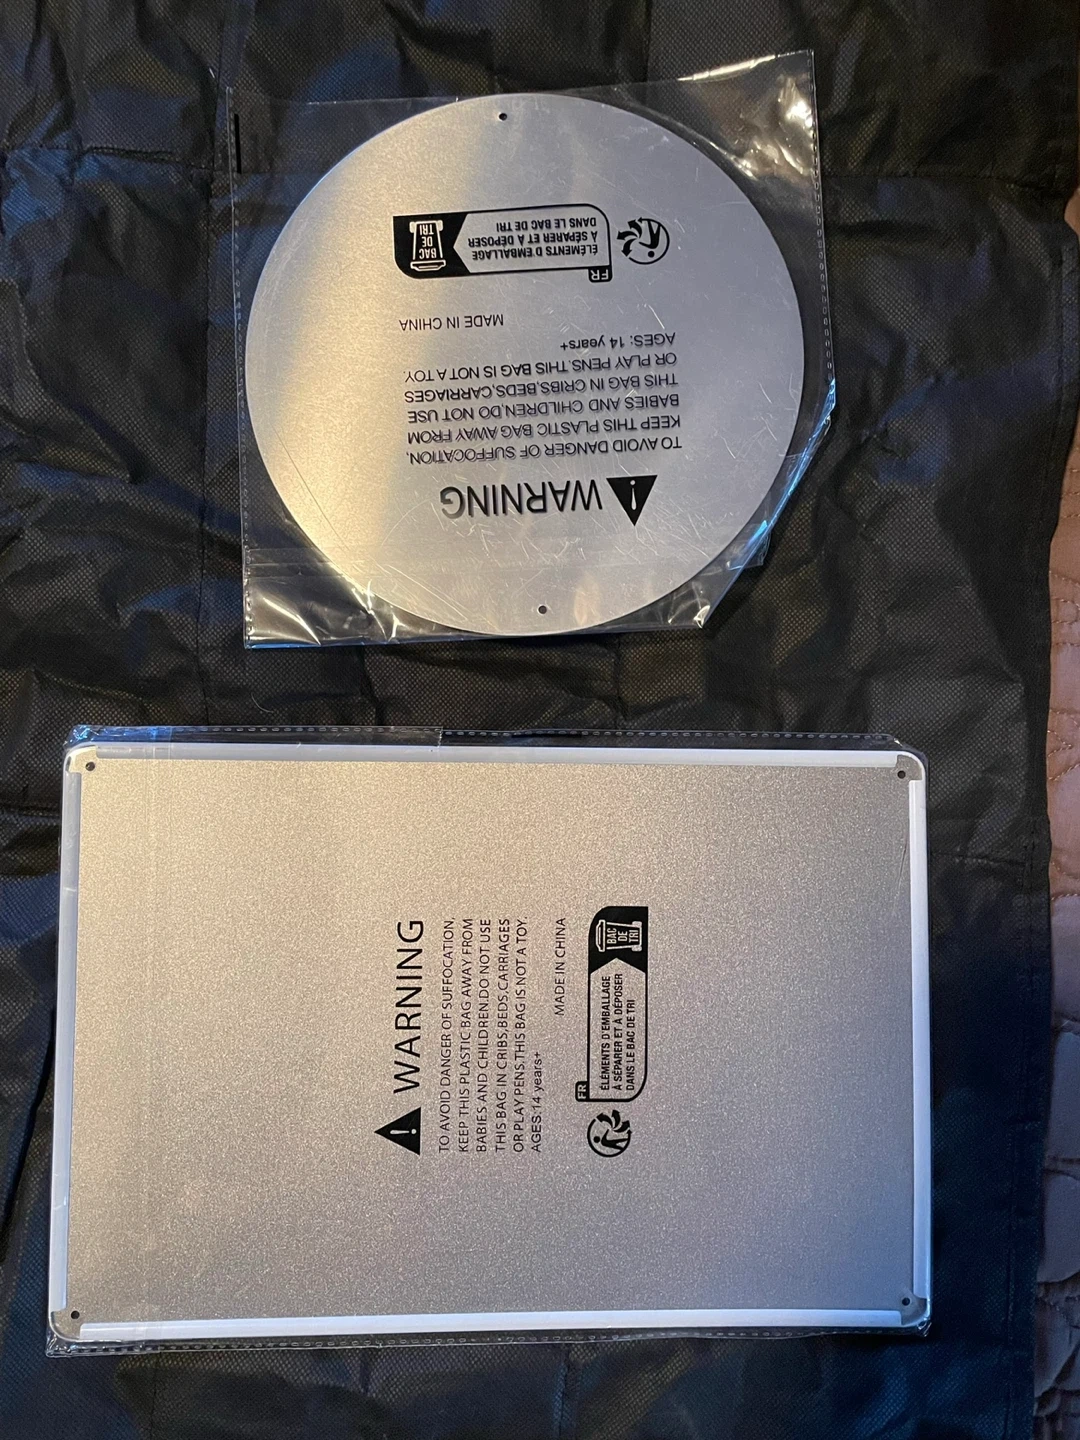 WARNING
TO AVOID DANGER OF SUFFOCATION,
KEEP THIS PLASTIC BAG AWAY FROM
BABIES AND CHILDREN.DO NOT USE
THIS BAG IN CRIBS,BEDS,CARRIAGES
OR PLAY PENS.THIS BAG IS NOT A TOY.
AGES: 14 years+
MADE IN CHINA
FR
ÉLÉMENTS D'EMBALLAGE
À SÉPARER ET À DÉPOSER
DANS LE BAC DE TRI
BAC
DE
TRI
WARNING
TO AVOID DANGER OF SUFFOCATION,
KEEP THIS PLASTIC BAG AWAY FROM
BABIES AND CHILDREN.DO NOT USE
THIS BAG IN CRIBS,BEDS,CARRIAGES
OR PLAY PENS.THIS BAG IS NOT A TOY.
AGES:14 years+
MADE IN CHINA
FR
ÉLÉMENTS D'EMBALLAGE
À SÉPARER ET À DÉPOSER
DANS LE BAC DE TRI
BAC
DE
TRI